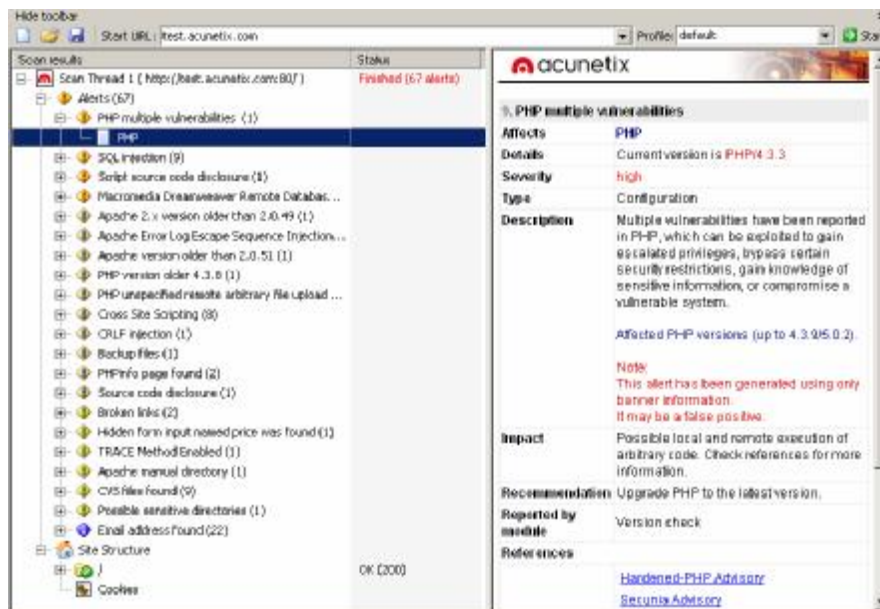 Hide toolbar
Start URL: test.acunetix.com
Profile: default
Scan results Status
Scan Thread 1 ( http://test.acunetix.com:80/ ) Finished (67 alerts)
Alerts (67)
PHP multiple vulnerabilities (1)
PHP
SQL injection (9)
Script source code disclosure (1)
Macromedia Dreamweaver Remote Databas...
Apache 2.x version older than 2.0.49 (1)
Apache Error Log Escape Sequence Injection...
Apache version older than 2.0.51 (1)
PHP version older 4.3.8 (1)
PHP unspecified remote arbitrary file upload ...
Cross Site Scripting (8)
CRLF injection (1)
Backup files (1)
PHPinfo page found (2)
Source code disclosure (1)
Broken links (2)
Hidden form input named price was found (1)
TRACE Method Enabled (1)
Apache manual directory (1)
CVS files found (9)
Possible sensitive directories (1)
Email address found (22)
Site Structure
/ OK (200)
Cookies
acunetix
9. PHP multiple vulnerabilities
Affects PHP
Details Current version is PHP/4.3.3
Severity high
Type Configuration
Description Multiple vulnerabilities have been reported
in PHP, which can be exploited to gain
escalated privileges, bypass certain
security restrictions, gain knowledge of
sensitive information, or compromise a
vulnerable system.
Affected PHP versions (up to 4.3.9/5.0.2).
Note:
This alert has been generated using only
banner information.
It may be a false positive.
Impact Possible local and remote execution of
arbitrary code. Check references for more
information.
Recommendation Upgrade PHP to the latest version.
Reported by
module Version check
References
Hardened-PHP Advisory
Secunia Advisory